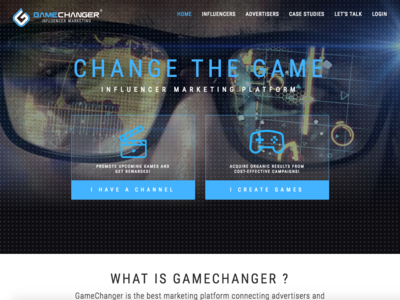 GAMECHANGER®
INFLUENCER MARKETING
HOME INFLUENCERS ADVERTISERS CASE STUDIES LET'S TALK LOGIN
CHANGE THE GAME
INFLUENCER MARKETING PLATFORM
PROMOTE UPCOMING GAMES AND
GET REWARDS!
I HAVE A CHANNEL
ACQUIRE ORGANIC RESULTS FROM
COST-EFFECTIVE CAMPAIGNS!
I CREATE GAMES
WHAT IS GAMECHANGER ?
GameChanger is the best marketing platform connecting advertisers and